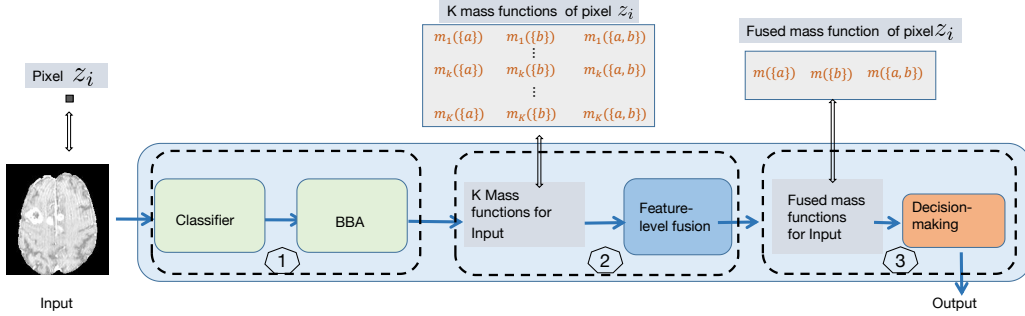 K mass functions of pixel z_i
m_1({a}) m_1({b}) m_1({a, b})
⋮
m_k({a}) m_k({b}) m_k({a, b})
⋮
m_K({a}) m_K({b}) m_K({a, b})
Fused mass function of pixel z_i
m({a}) m({b}) m({a, b})
Pixel z_i
Input
Classifier
BBA
1
K Mass
functions for
Input
Feature-
level fusion
2
Fused mass
functions
for Input
Decision-
making
3
Output